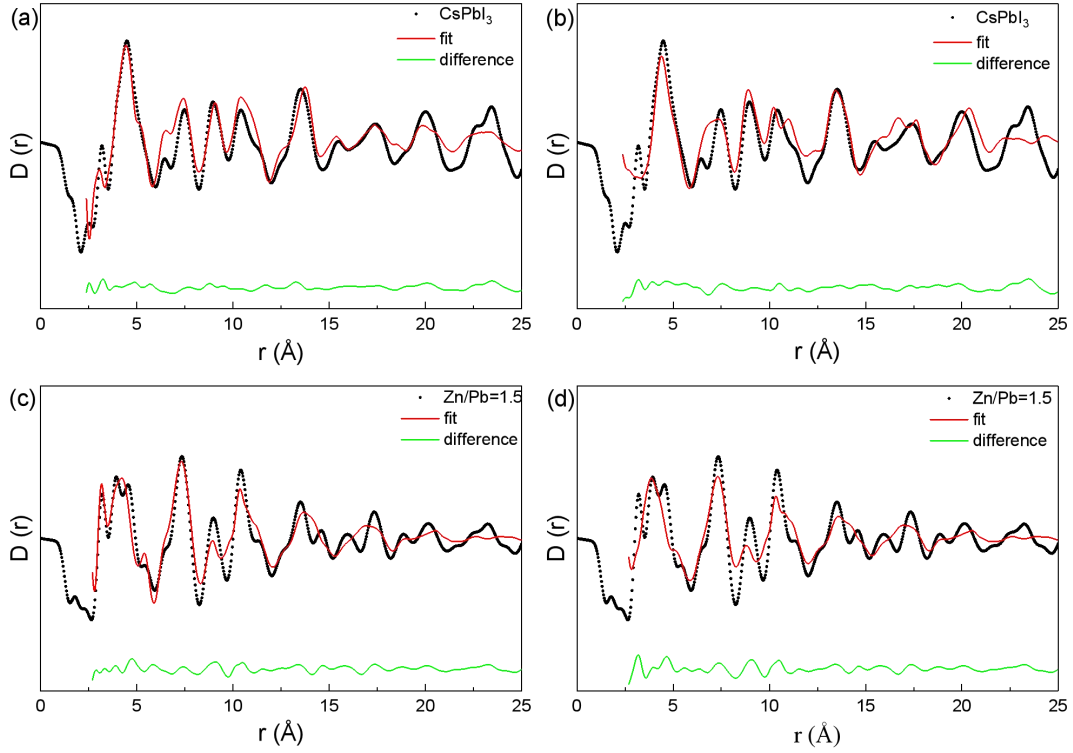 (a)
CsPbI₃
fit
difference
D (r)
0 5 10 15 20 25
r (Å)
(b)
CsPbI₃
fit
difference
D (r)
0 5 10 15 20 25
r (Å)
(c)
Zn/Pb=1.5
fit
difference
D (r)
0 5 10 15 20 25
r (Å)
(d)
Zn/Pb=1.5
fit
difference
D (r)
0 5 10 15 20 25
r (Å)